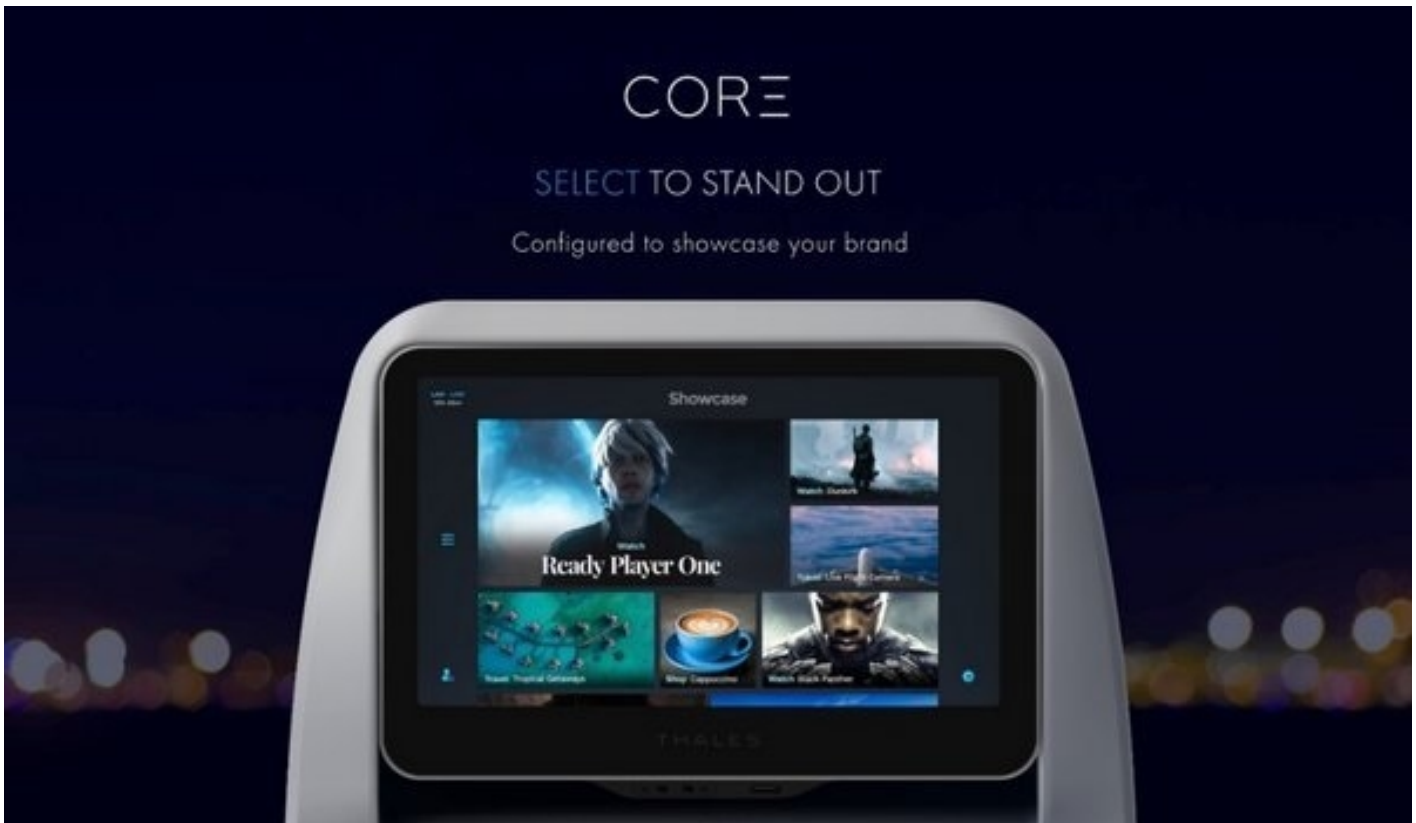 CORE
SELECT TO STAND OUT
Configured to showcase your brand
Showcase
Watch Dunkirk
Watch
Ready Player One
Travel Live Flight Camera
Travel Tropical Getaways
Shop Cappuccino
Watch Black Panther
THALES